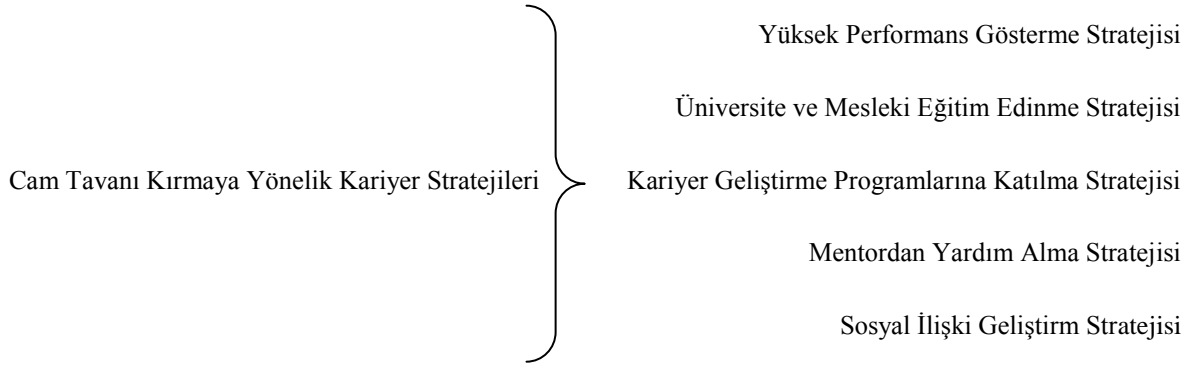 Yüksek Performans Gösterme Stratejisi
Üniversite ve Mesleki Eğitim Edinme Stratejisi
Cam Tavanı Kırmaya Yönelik Kariyer Stratejileri
Kariyer Geliştirme Programlarına Katılma Stratejisi
Mentordan Yardım Alma Stratejisi
Sosyal İlişki Geliştirm Stratejisi